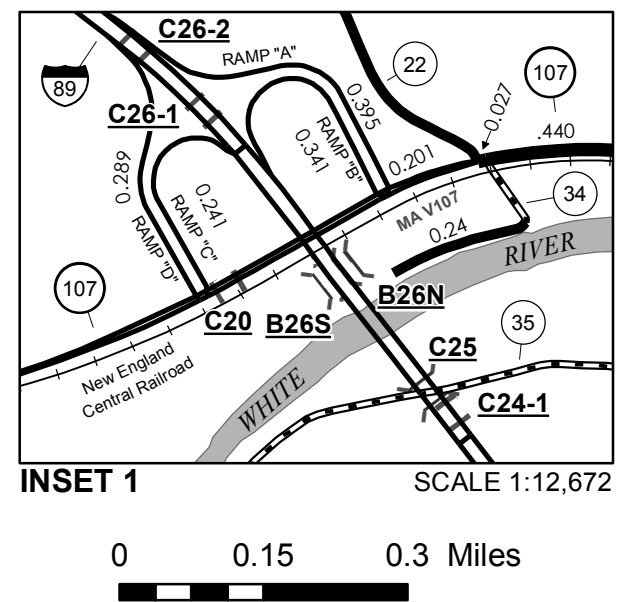 C26-2
RAMP "A"
22
107
89
C26-1
0.395
0.027
.440
RAMP "B"
0.341
0.289
0.201
0.241
RAMP "C"
RAMP "D"
MA V107
34
0.24
RIVER
107
C20
B26S
B26N
35
New England
Central Railroad
C25
WHITE
C24-1
INSET 1
SCALE 1:12,672
0 0.15 0.3 Miles